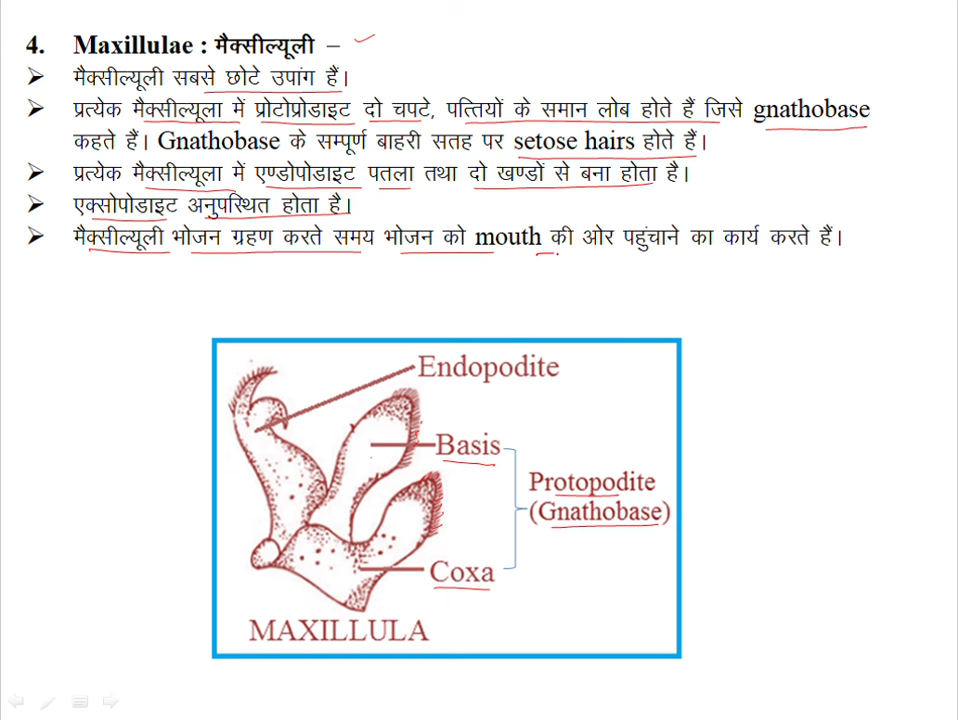 4. Maxillulae : मैक्सील्यूली –
➢ मैक्सील्यूली सबसे छोटे उपांग हैं।
➢ प्रत्येक मैक्सील्यूला में प्रोटोप्रोडाइट दो चपटे, पत्तियों के समान लोब होते हैं जिसे gnathobase
कहते हैं। Gnathobase के सम्पूर्ण बाहरी सतह पर setose hairs होते हैं।
➢ प्रत्येक मैक्सील्यूला में एण्डोपोडाइट पतला तथा दो खण्डों से बना होता है।
➢ एक्सोपोडाइट अनुपस्थित होता है।
➢ मैक्सील्यूली भोजन ग्रहण करते समय भोजन को mouth की ओर पहुंचाने का कार्य करते हैं।
Endopodite
Basis
Protopodite
(Gnathobase)
Coxa
MAXILLULA